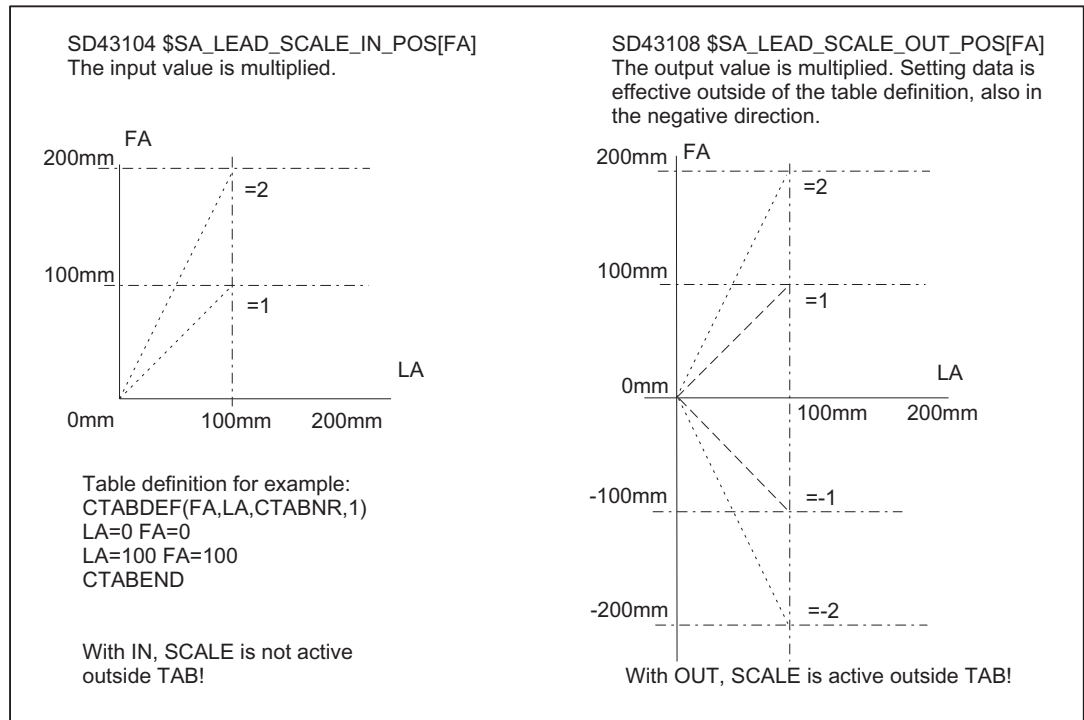 SD43104 $SA_LEAD_SCALE_IN_POS[FA]
The input value is multiplied.
FA
200mm
=2
100mm
=1
LA
0mm
100mm
200mm
Table definition for example:
CTABDEF(FA,LA,CTABNR,1)
LA=0 FA=0
LA=100 FA=100
CTABEND
With IN, SCALE is not active
outside TAB!
SD43108 $SA_LEAD_SCALE_OUT_POS[FA]
The output value is multiplied. Setting data is
effective outside of the table definition, also in
the negative direction.
FA
200mm
=2
100mm
=1
0mm
LA
100mm
200mm
-100mm
=-1
-200mm
=-2
With OUT, SCALE is active outside TAB!